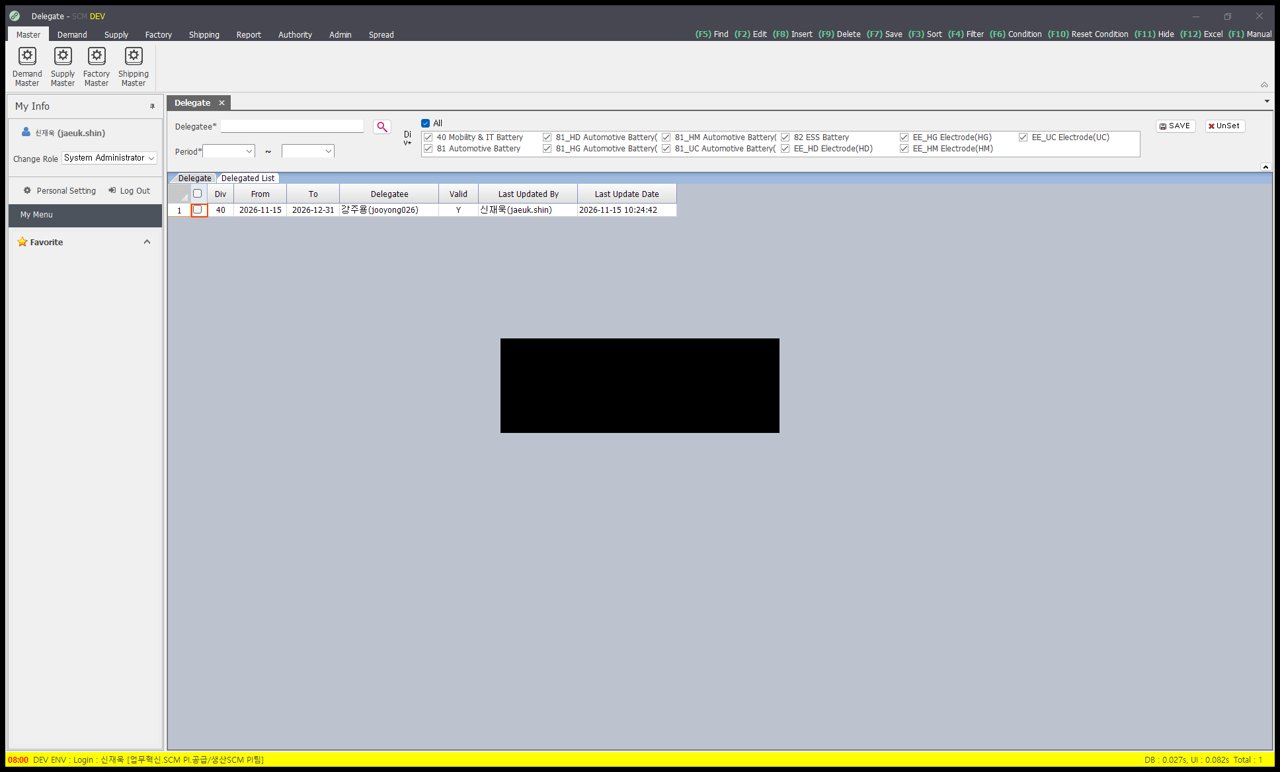 Delegate - SCM DEV
Master Demand Supply Factory Shipping Report Authority Admin Spread (F5) Find (F2) Edit (F8) Insert (F9) Delete (F7) Save (F3) Sort (F4) Filter (F6) Condition (F10) Reset Condition (F11) Hide (F12) Excel (F1) Manual
Demand Master Supply Master Factory Master Shipping Master
My Info
신재욱 (jaeuk.shin)
Change Role System Administrator
Personal Setting Log Out
My Menu
Favorite
Delegate
Delegatee*
Period* ~
Div*
All
40 Mobility & IT Battery 81_HD Automotive Battery( 81_HM Automotive Battery( 82 ESS Battery EE_HG Electrode(HG) EE_UC Electrode(UC)
81 Automotive Battery 81_HG Automotive Battery( 81_UC Automotive Battery( EE_HD Electrode(HD) EE_HM Electrode(HM)
SAVE UnSet
Delegate Delegated List
Div From To Delegatee Valid Last Updated By Last Update Date
1 40 2026-11-15 2026-12-31 강주용(jooyong026) Y 신재욱(jaeuk.shin) 2026-11-15 10:24:42
08:00 DEV ENV : Login : 신재욱 [업무혁신.SCM PI.공급/생산SCM PI팀] DB : 0.027s, UI : 0.082s Total : 1